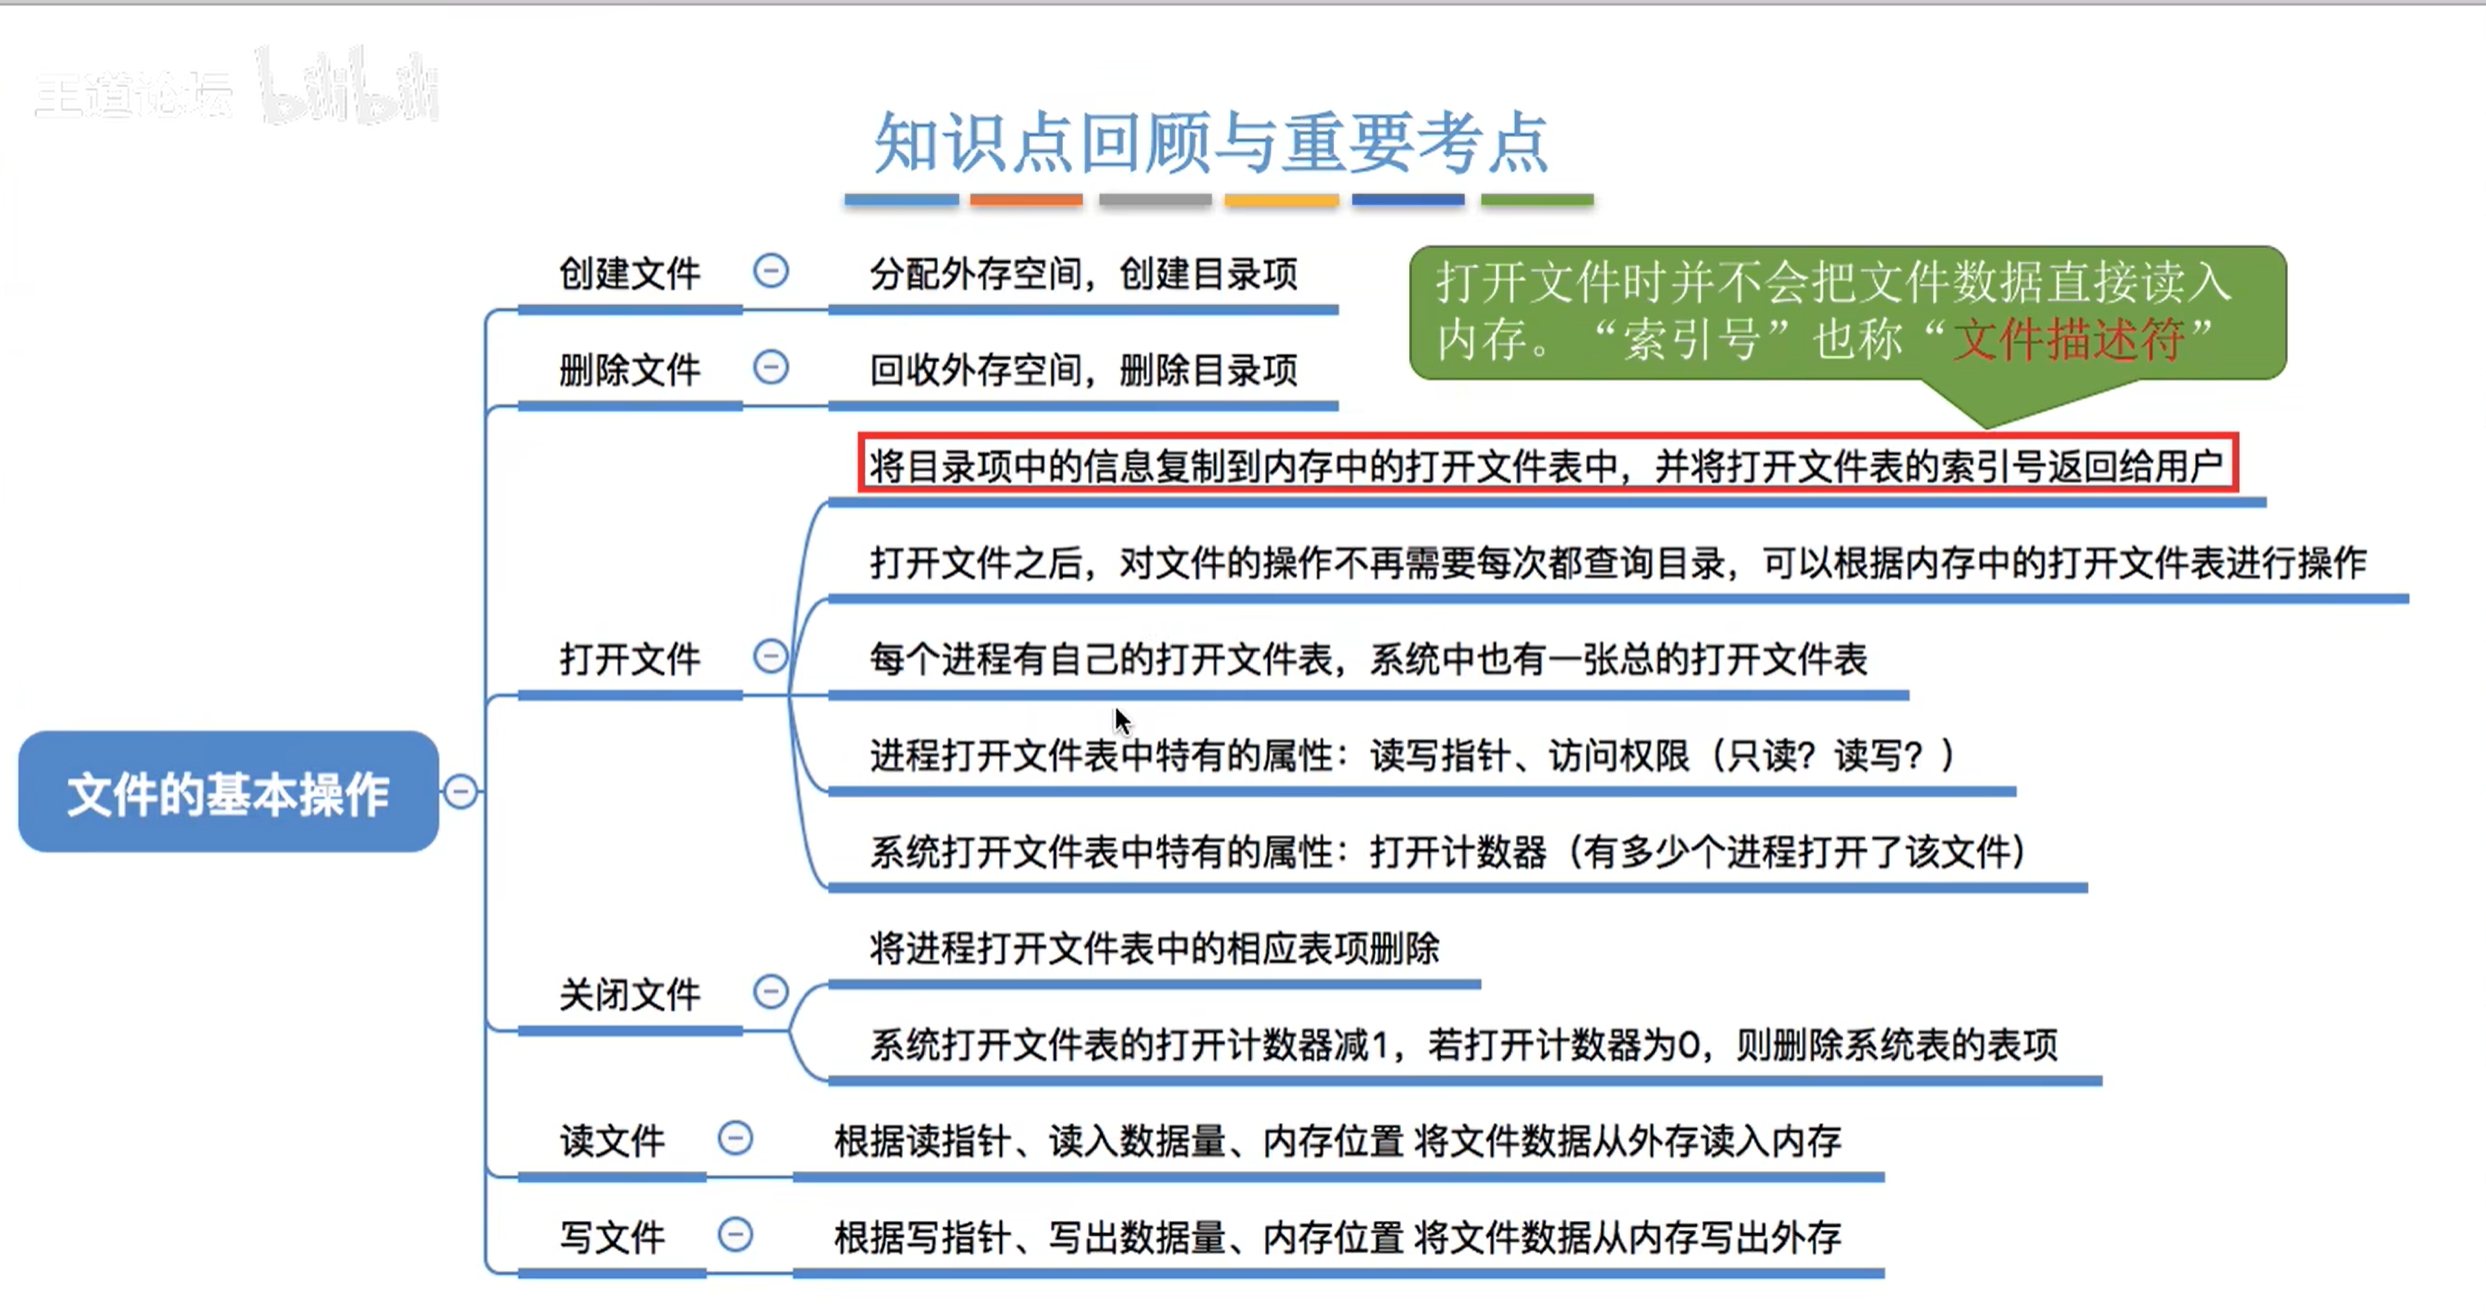 王道论坛 bilibili
知识点回顾与重要考点
创建文件
分配外存空间，创建目录项
打开文件时并不会把文件数据直接读入
内存。“索引号”也称“文件描述符”
删除文件
回收外存空间，删除目录项
将目录项中的信息复制到内存中的打开文件表中，并将打开文件表的索引号返回给用户
打开文件之后，对文件的操作不再需要每次都查询目录，可以根据内存中的打开文件表进行操作
打开文件
每个进程有自己的打开文件表，系统中也有一张总的打开文件表
进程打开文件表中特有的属性：读写指针、访问权限（只读？读写？）
文件的基本操作
系统打开文件表中特有的属性：打开计数器（有多少个进程打开了该文件）
将进程打开文件表中的相应表项删除
关闭文件
系统打开文件表的打开计数器减1，若打开计数器为0，则删除系统表的表项
读文件
根据读指针、读入数据量、内存位置 将文件数据从外存读入内存
写文件
根据写指针、写出数据量、内存位置 将文件数据从内存写出外存